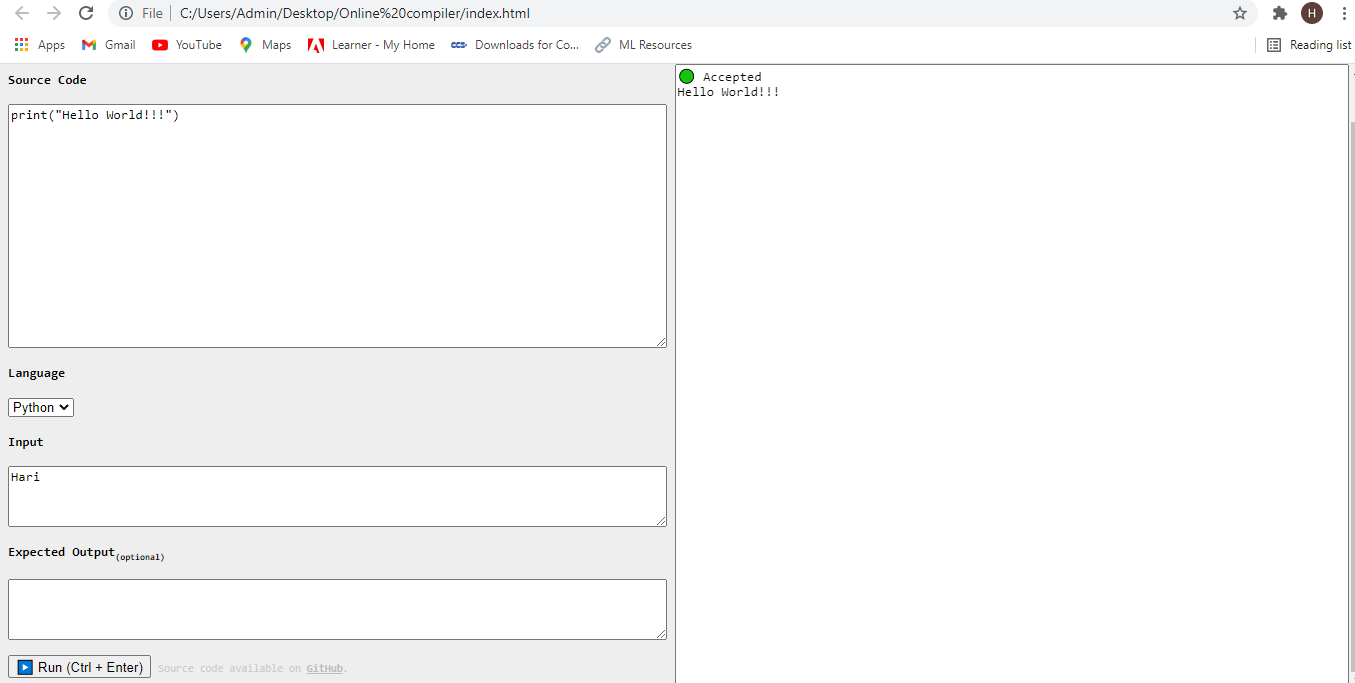 File C:/Users/Admin/Desktop/Online%20compiler/index.html H
Apps Gmail YouTube Maps Learner - My Home Downloads for Co... ML Resources Reading list
Source Code
print("Hello World!!!")
Language
Python
Input
Hari
Expected Output(optional)
Run (Ctrl + Enter) Source code available on GitHub.
Accepted
Hello World!!!